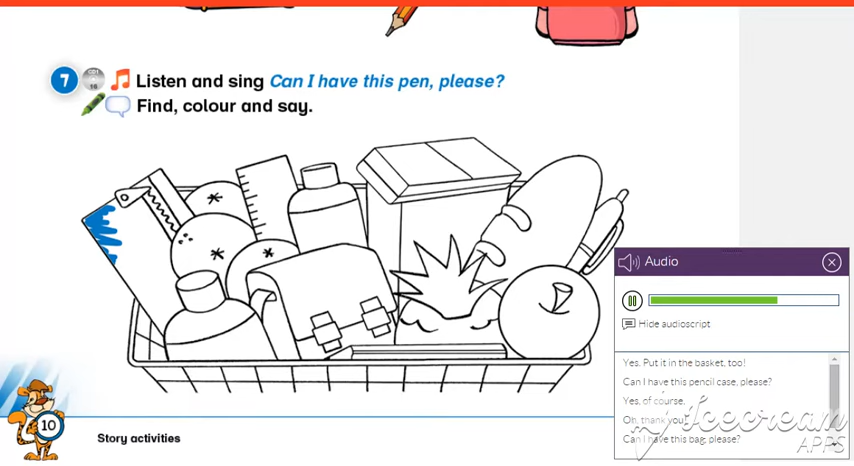 7 CD1 18 Listen and sing Can I have this pen, please?
Find, colour and say.
Audio
Hide audioscript
Yes. Put it in the basket, too!
Can I have this pencil case, please?
Yes, of course.
Oh, thank you!
Can I have this bag, please?
Icecream
APPS
10
Story activities